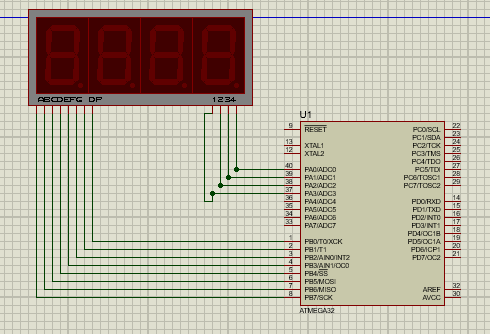 ABCDEFG DP
1234
U1
9 RESET
13 XTAL1
12 XTAL2
40 PA0/ADC0
39 PA1/ADC1
38 PA2/ADC2
37 PA3/ADC3
36 PA4/ADC4
35 PA5/ADC5
34 PA6/ADC6
33 PA7/ADC7
1 PB0/T0/XCK
2 PB1/T1
3 PB2/AIN0/INT2
4 PB3/AIN1/OC0
5 PB4/SS
6 PB5/MOSI
7 PB6/MISO
8 PB7/SCK
PC0/SCL 22
PC1/SDA 23
PC2/TCK 24
PC3/TMS 25
PC4/TDO 26
PC5/TDI 27
PC6/TOSC1 28
PC7/TOSC2 29
PD0/RXD 14
PD1/TXD 15
PD2/INT0 16
PD3/INT1 17
PD4/OC1B 18
PD5/OC1A 19
PD6/ICP1 20
PD7/OC2 21
AREF 32
AVCC 30
ATMEGA32